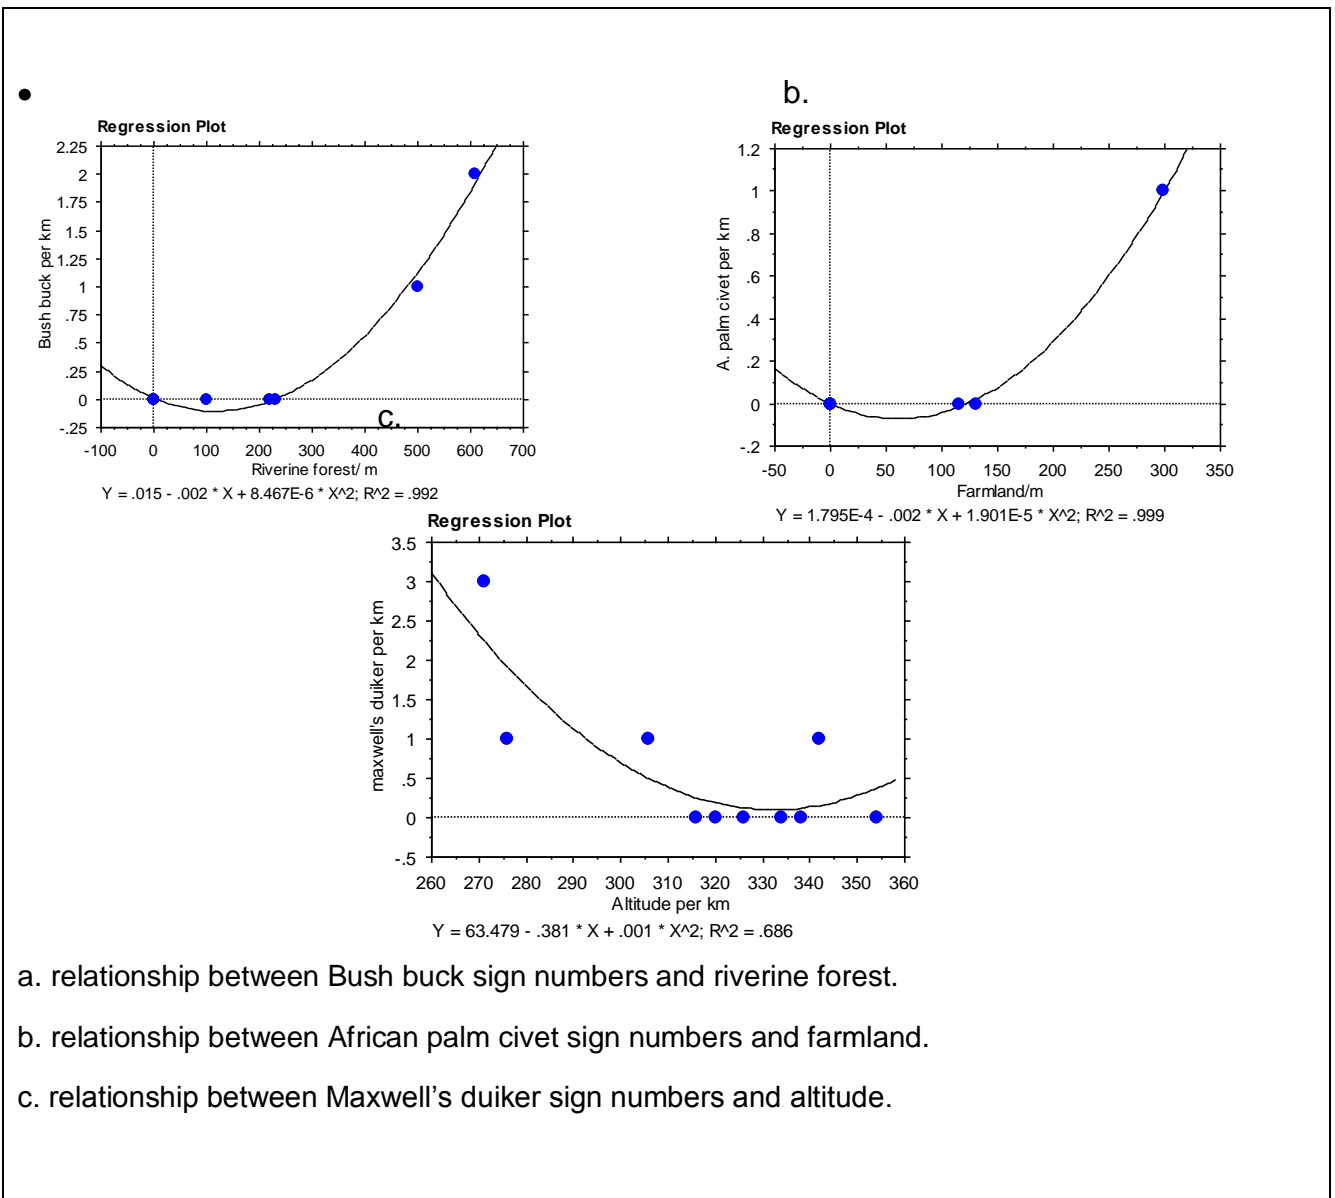 •
b.
Regression Plot
2.25
2
1.75
1.5
1.25
1
.75
.5
.25
0
-.25
Bush buck per km
-100 0 100 200 300 400 500 600 700
Riverine forest/ m
Y = .015 - .002 * X + 8.467E-6 * X^2; R^2 = .992
Regression Plot
1.2
1
.8
.6
.4
.2
0
-.2
A. palm civet per km
-50 0 50 100 150 200 250 300 350
Farmland/m
Y = 1.795E-4 - .002 * X + 1.901E-5 * X^2; R^2 = .999
c.
Regression Plot
3.5
3
2.5
2
1.5
1
.5
0
-.5
maxwell's duiker per km
260 270 280 290 300 310 320 330 340 350 360
Altitude per km
Y = 63.479 - .381 * X + .001 * X^2; R^2 = .686
a. relationship between Bush buck sign numbers and riverine forest.
b. relationship between African palm civet sign numbers and farmland.
c. relationship between Maxwell’s duiker sign numbers and altitude.